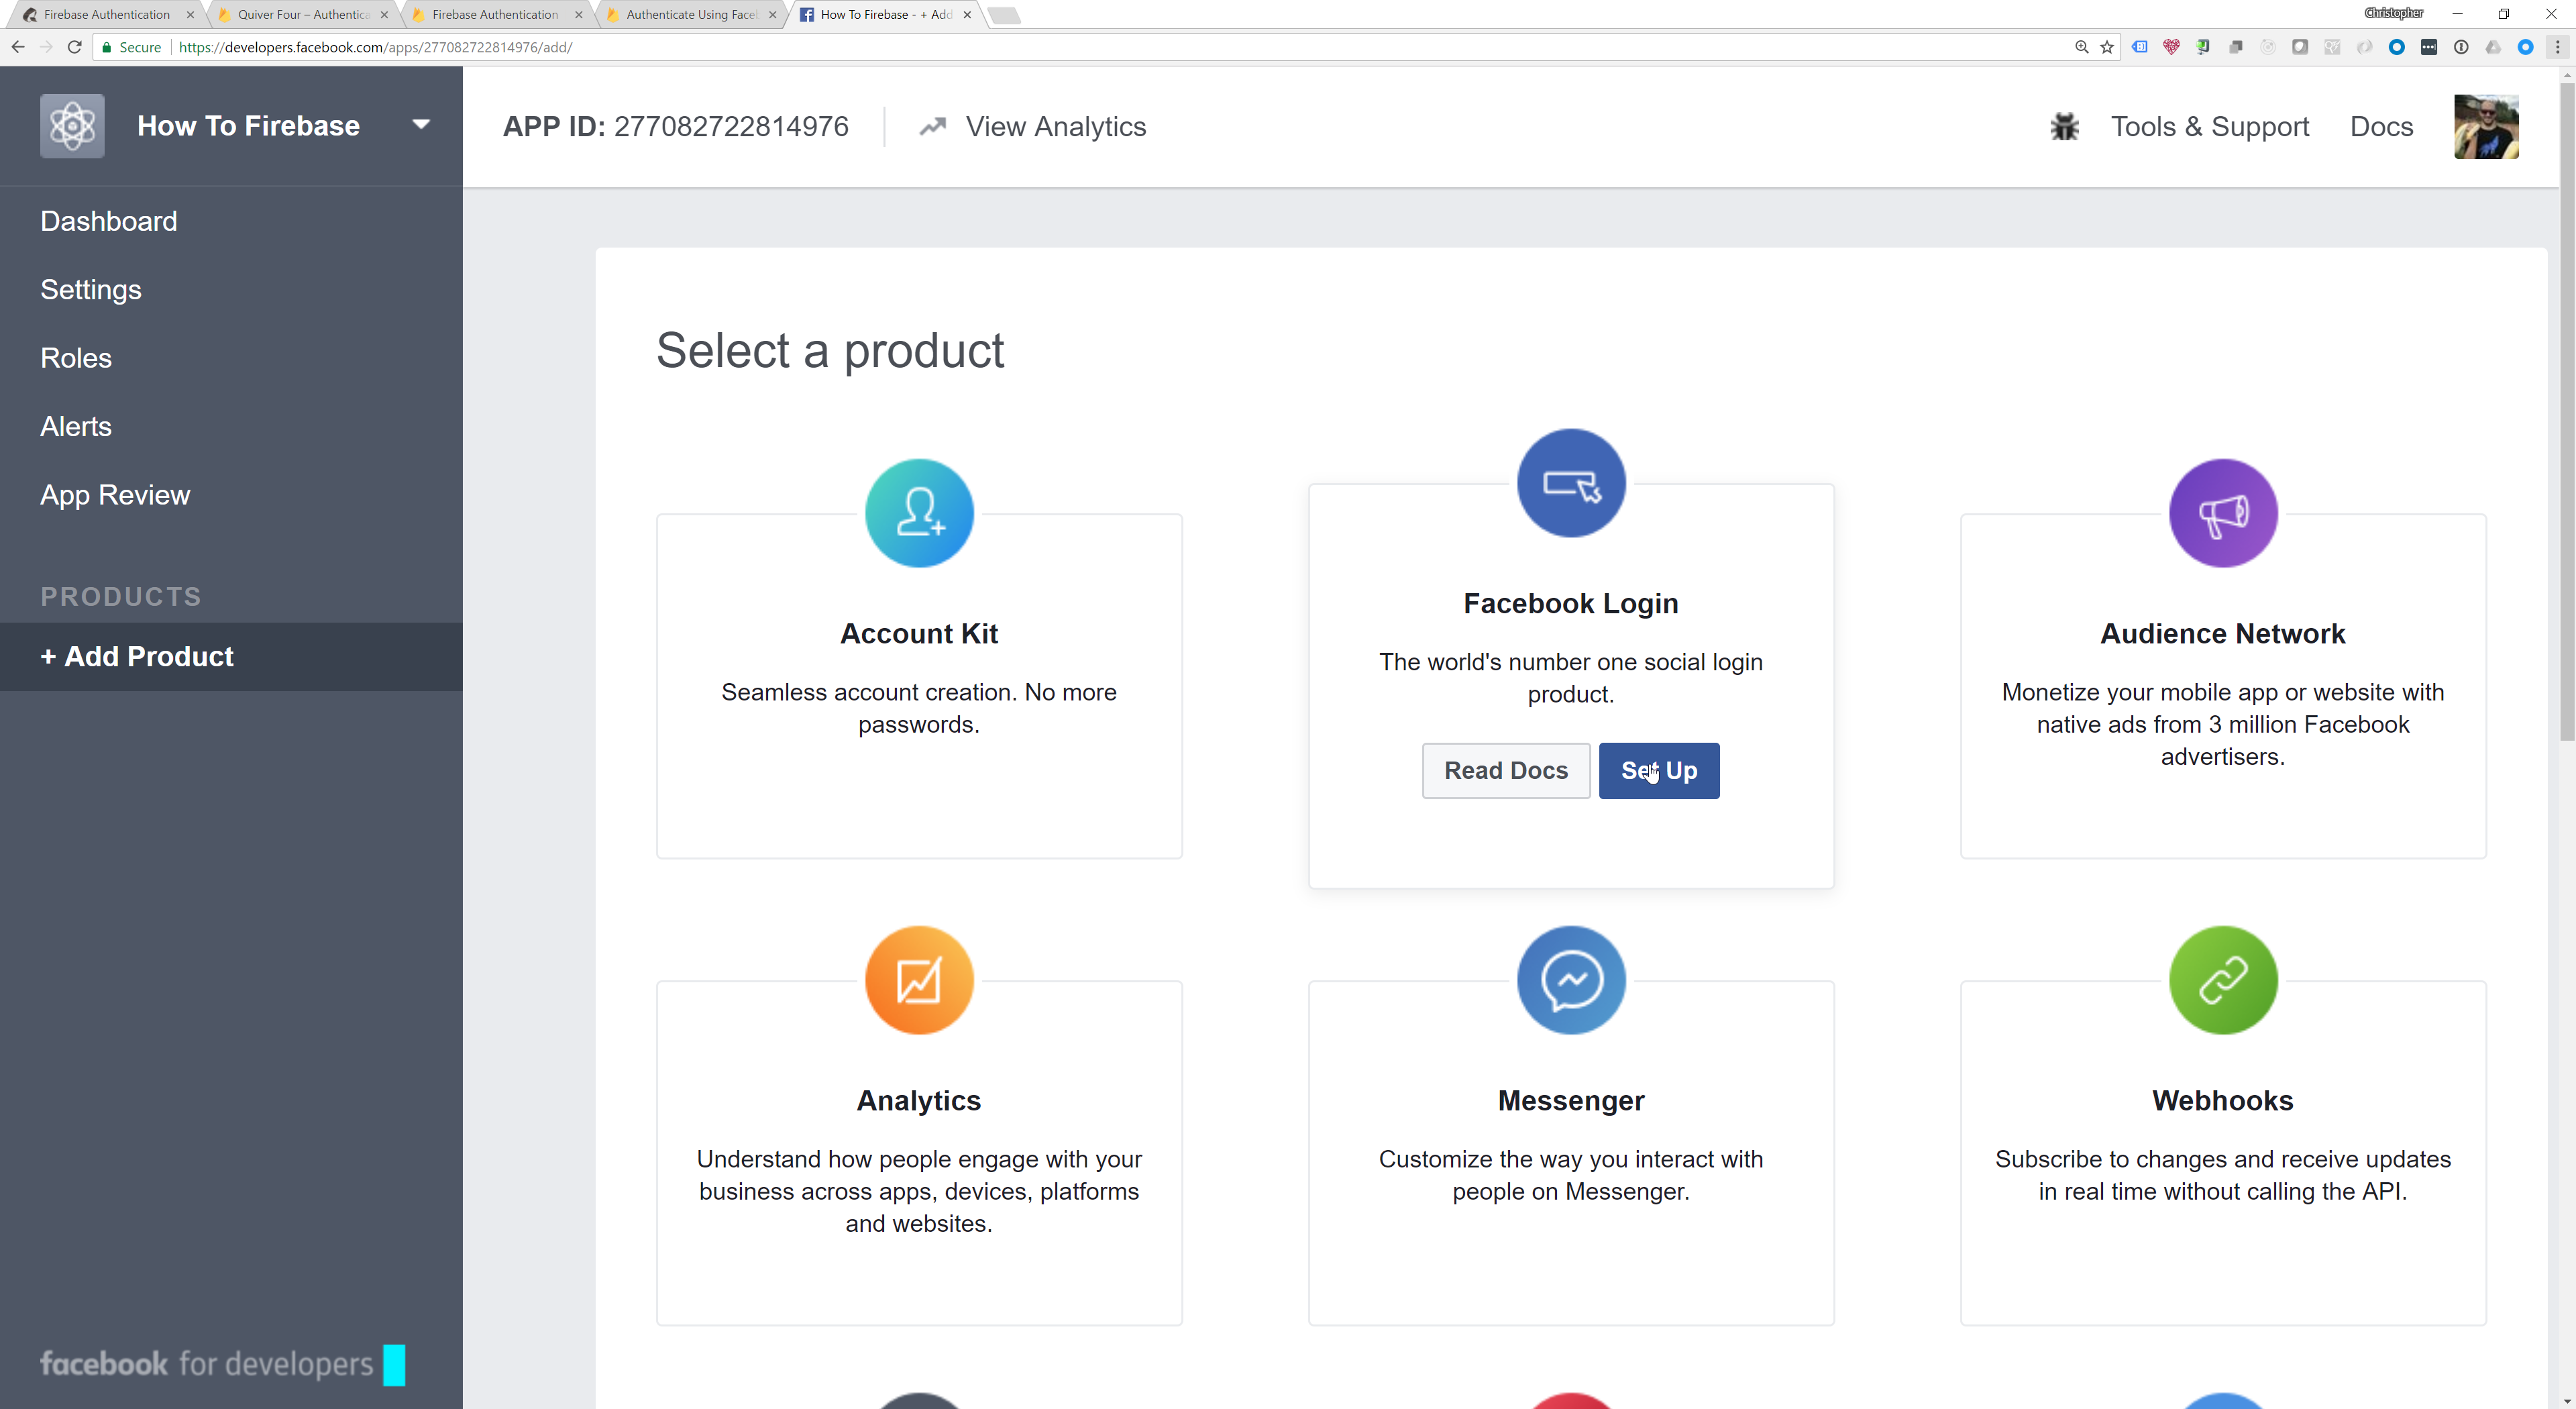 Firebase Authentication
Quiver Four – Authentica
Firebase Authentication
Authenticate Using Face
How To Firebase - + Add
Christopher
Secure
https://developers.facebook.com/apps/277082722814976/add/
How To Firebase
APP ID: 277082722814976
View Analytics
Tools & Support
Docs
Dashboard
Settings
Roles
Alerts
App Review
PRODUCTS
+ Add Product
facebook for developers
Select a product
Account Kit
Seamless account creation. No more
passwords.
Facebook Login
The world's number one social login
product.
Read Docs
Set Up
Audience Network
Monetize your mobile app or website with
native ads from 3 million Facebook
advertisers.
Analytics
Understand how people engage with your
business across apps, devices, platforms
and websites.
Messenger
Customize the way you interact with
people on Messenger.
Webhooks
Subscribe to changes and receive updates
in real time without calling the API.